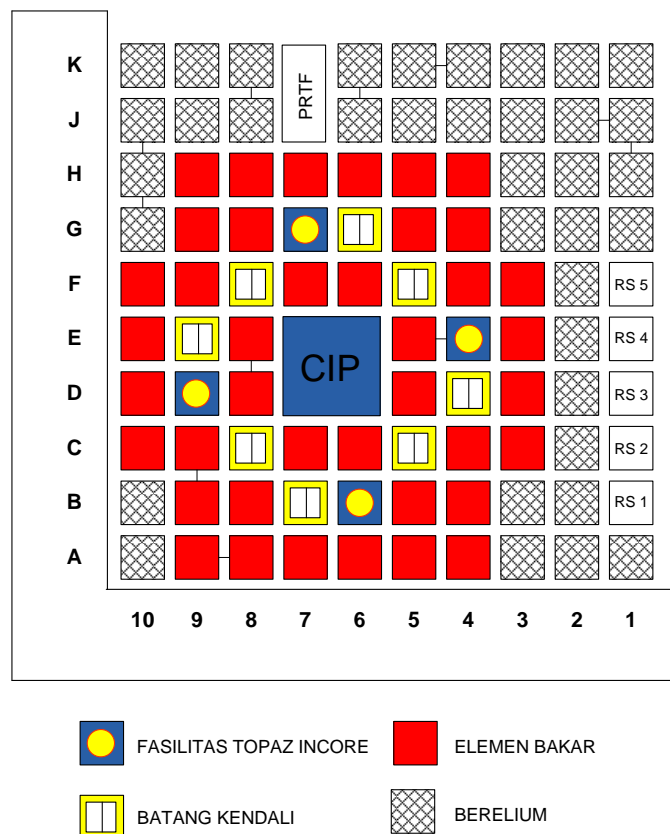 K
PRTF
J
H
G
F
RS 5
E
CIP
RS 4
D
RS 3
C
RS 2
B
RS 1
A
10 9 8 7 6 5 4 3 2 1
FASILITAS TOPAZ INCORE
ELEMEN BAKAR
BATANG KENDALI
BERELIUM